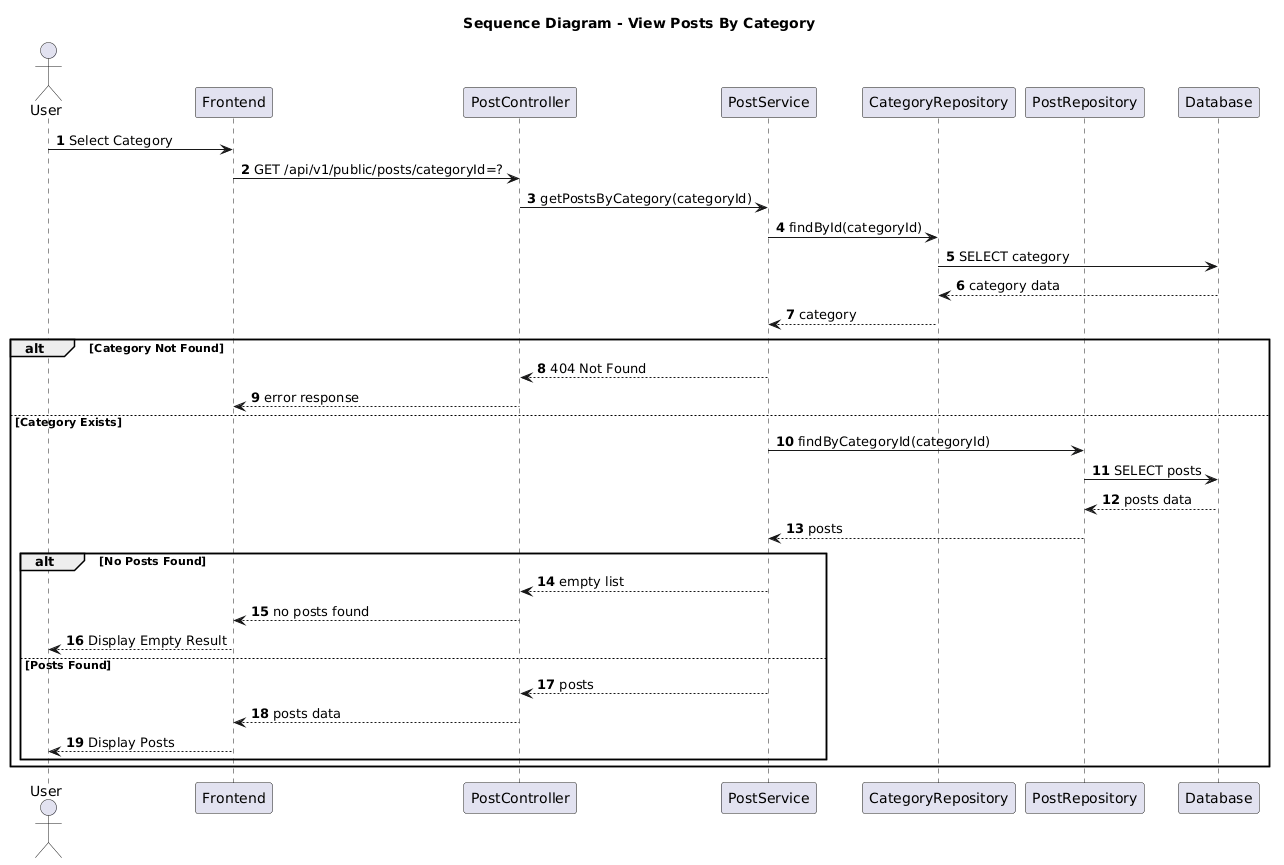 Sequence Diagram - View Posts By Category
User
Frontend
PostController
PostService
CategoryRepository
PostRepository
Database
1 Select Category
2 GET /api/v1/public/posts/categoryId=?
3 getPostsByCategory(categoryId)
4 findById(categoryId)
5 SELECT category
6 category data
7 category
alt [Category Not Found]
8 404 Not Found
9 error response
[Category Exists]
10 findByCategoryId(categoryId)
11 SELECT posts
12 posts data
13 posts
alt [No Posts Found]
14 empty list
15 no posts found
16 Display Empty Result
[Posts Found]
17 posts
18 posts data
19 Display Posts
User
Frontend
PostController
PostService
CategoryRepository
PostRepository
Database